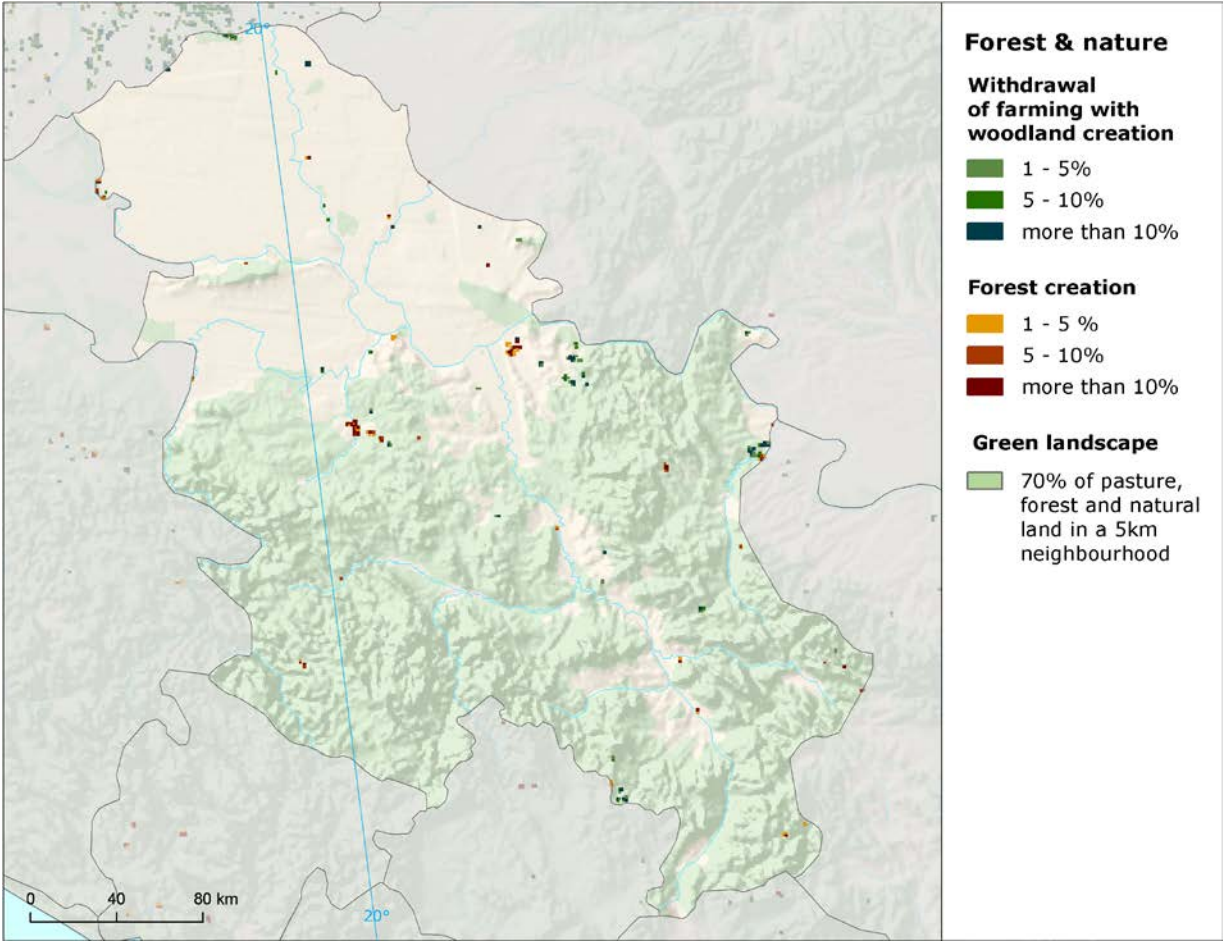 20°
20°
0 40 80 km
Forest & nature
Withdrawal
of farming with
woodland creation
1 - 5%
5 - 10%
more than 10%
Forest creation
1 - 5 %
5 - 10%
more than 10%
Green landscape
70% of pasture,
forest and natural
land in a 5km
neighbourhood